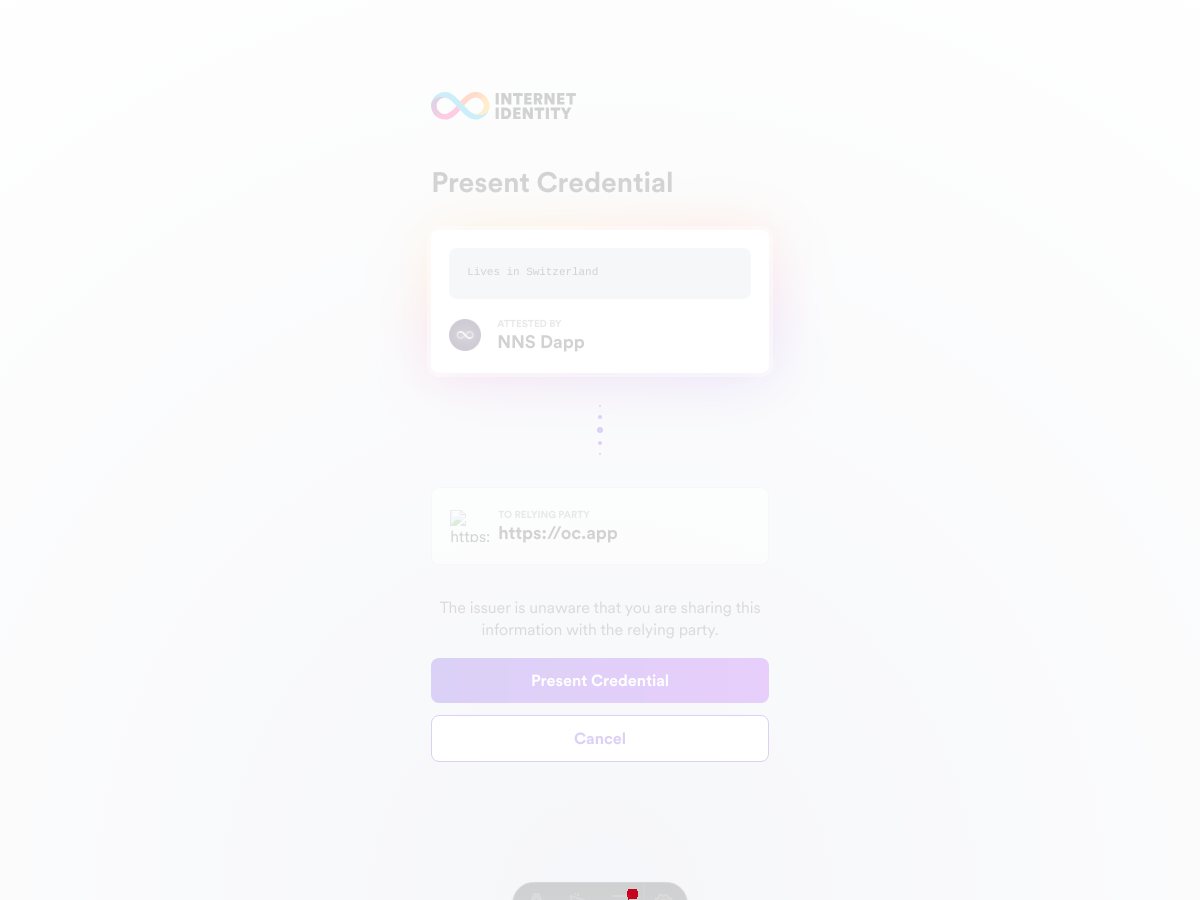 INTERNET
IDENTITY
Present Credential
Lives in Switzerland
ATTESTED BY
NNS Dapp
TO RELYING PARTY
https:
https://oc.app
The issuer is unaware that you are sharing this
information with the relying party.
Present Credential
Cancel